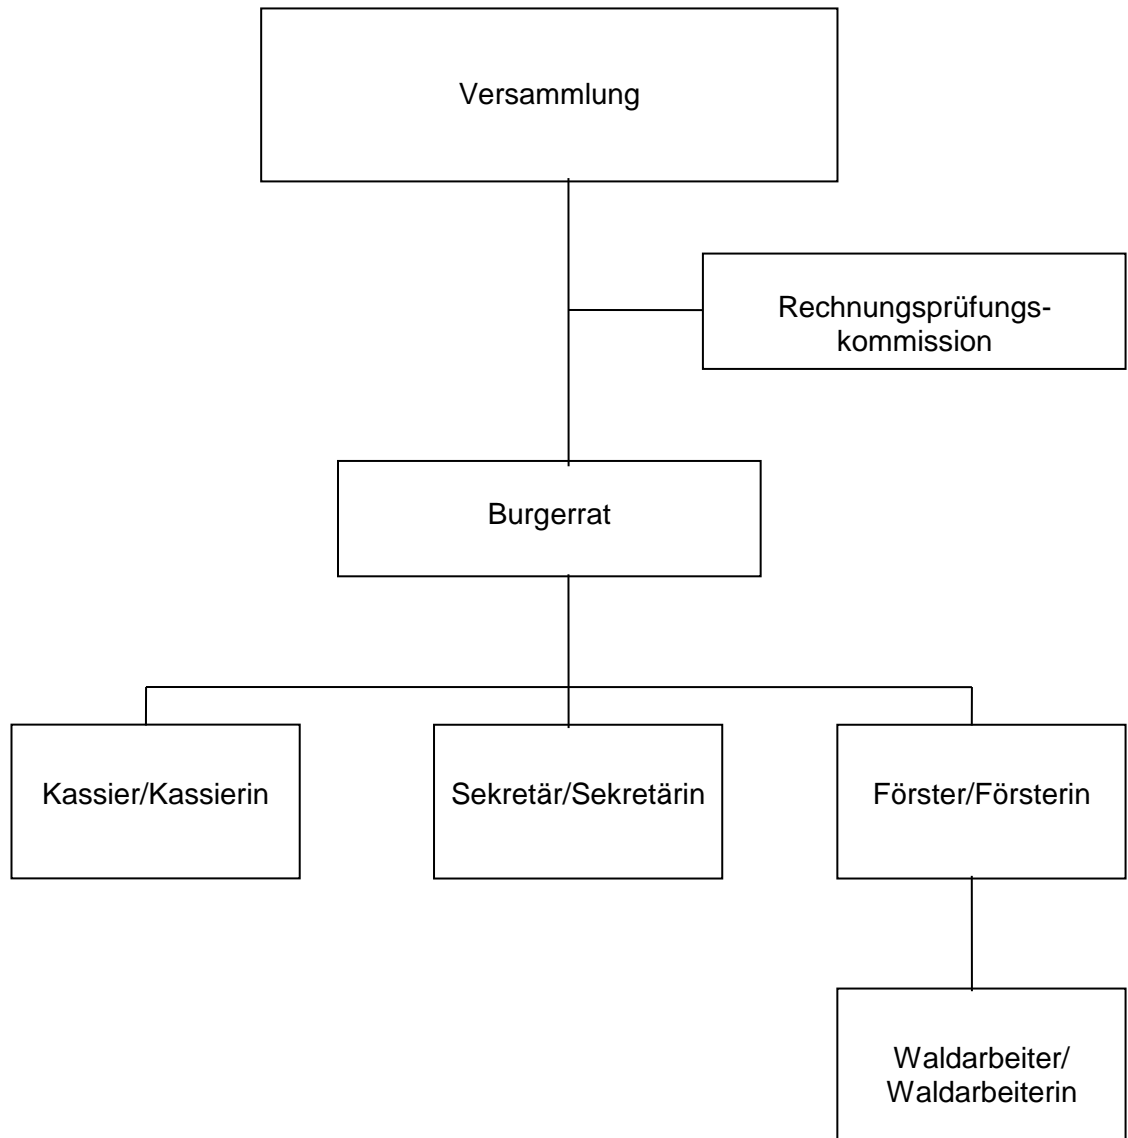 Versammlung
Rechnungsprüfungs-
kommission
Burgerrat
Kassier/Kassierin
Sekretär/Sekretärin
Förster/Försterin
Waldarbeiter/
Waldarbeiterin